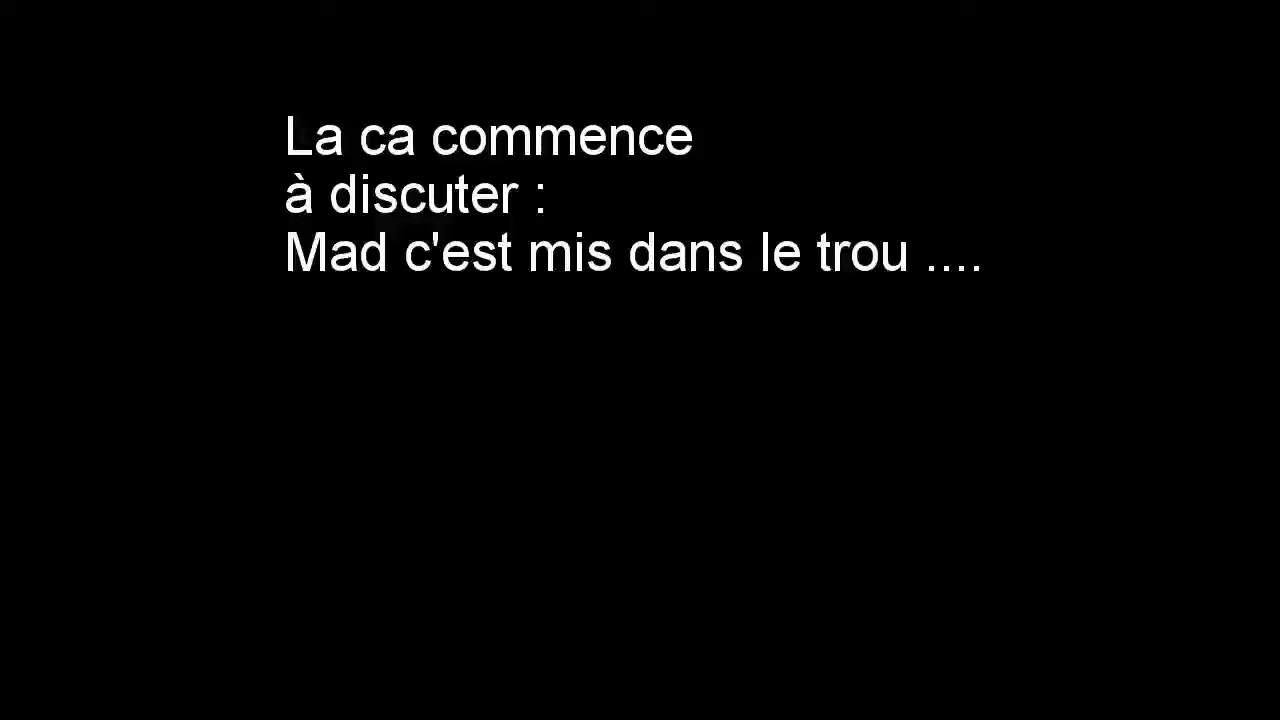 La ca commence
à discuter :
Mad c'est mis dans le trou ....